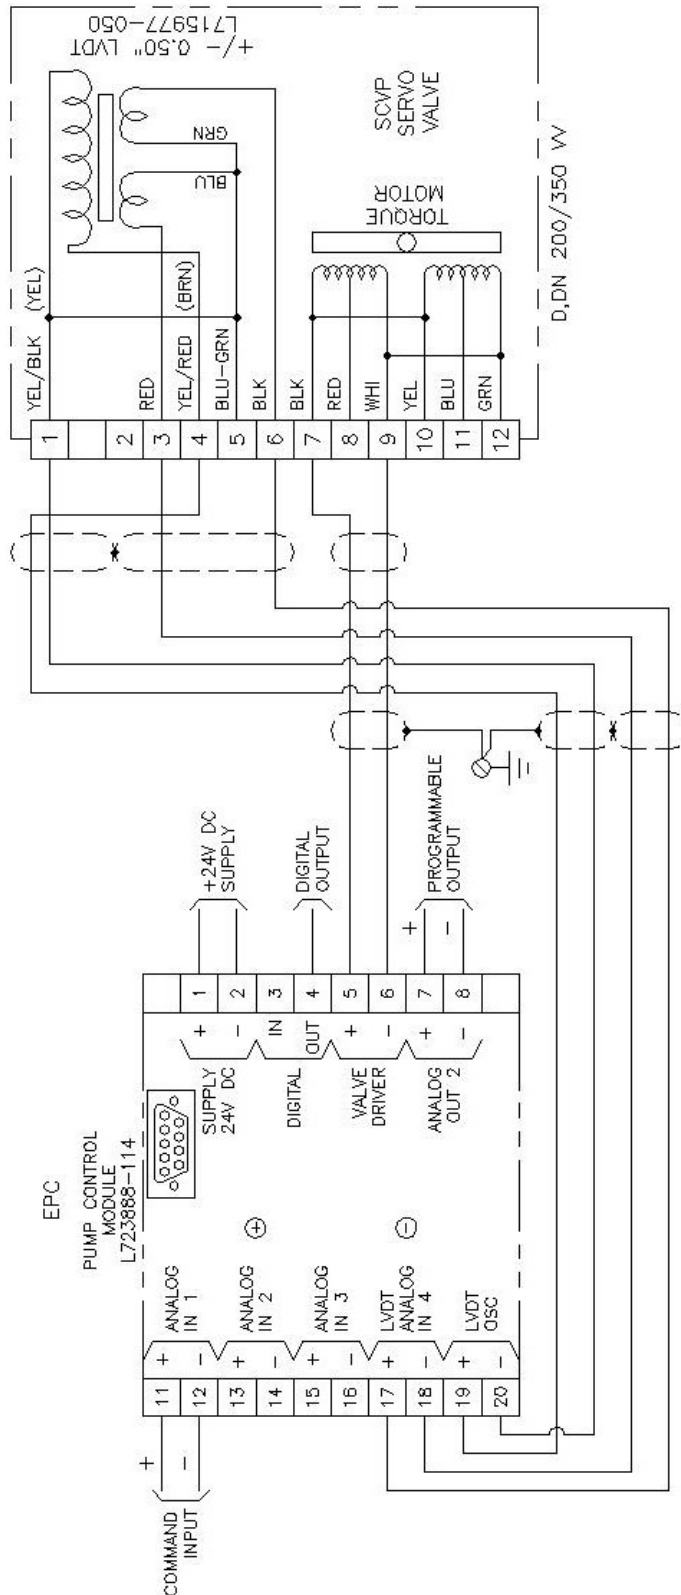 +/- 0.50" LVDT
L715977-050
YEL/BLK
(YEL)
RED
YEL/RED
(BRN)
BLU-GRN
BLK
BLK
RED
WHI
YEL
BLU
GRN
GRN
BLU
TORQUE
MOTOR
SCVP
SERVO
VALVE
D,DN 200/350 W
1
2
3
4
5
6
7
8
9
10
11
12
EPC
PUMP CONTROL
MODULE
L723888-114
+24V DC
SUPPLY
DIGITAL
OUTPUT
+
-
PROGRAMMABLE
OUTPUT
1
2
3
4
5
6
7
8
+
-
IN
OUT
+
-
+
-
SUPPLY
24V DC
DIGITAL
VALVE
DRIVER
ANALOG
OUT 2
+
-
ANALOG
IN 1
ANALOG
IN 2
ANALOG
IN 3
LVDT
ANALOG
IN 4
LVDT
OSC
+
-
+
-
+
-
+
-
+
-
11
12
13
14
15
16
17
18
19
20
+
-
COMMAND
INPUT